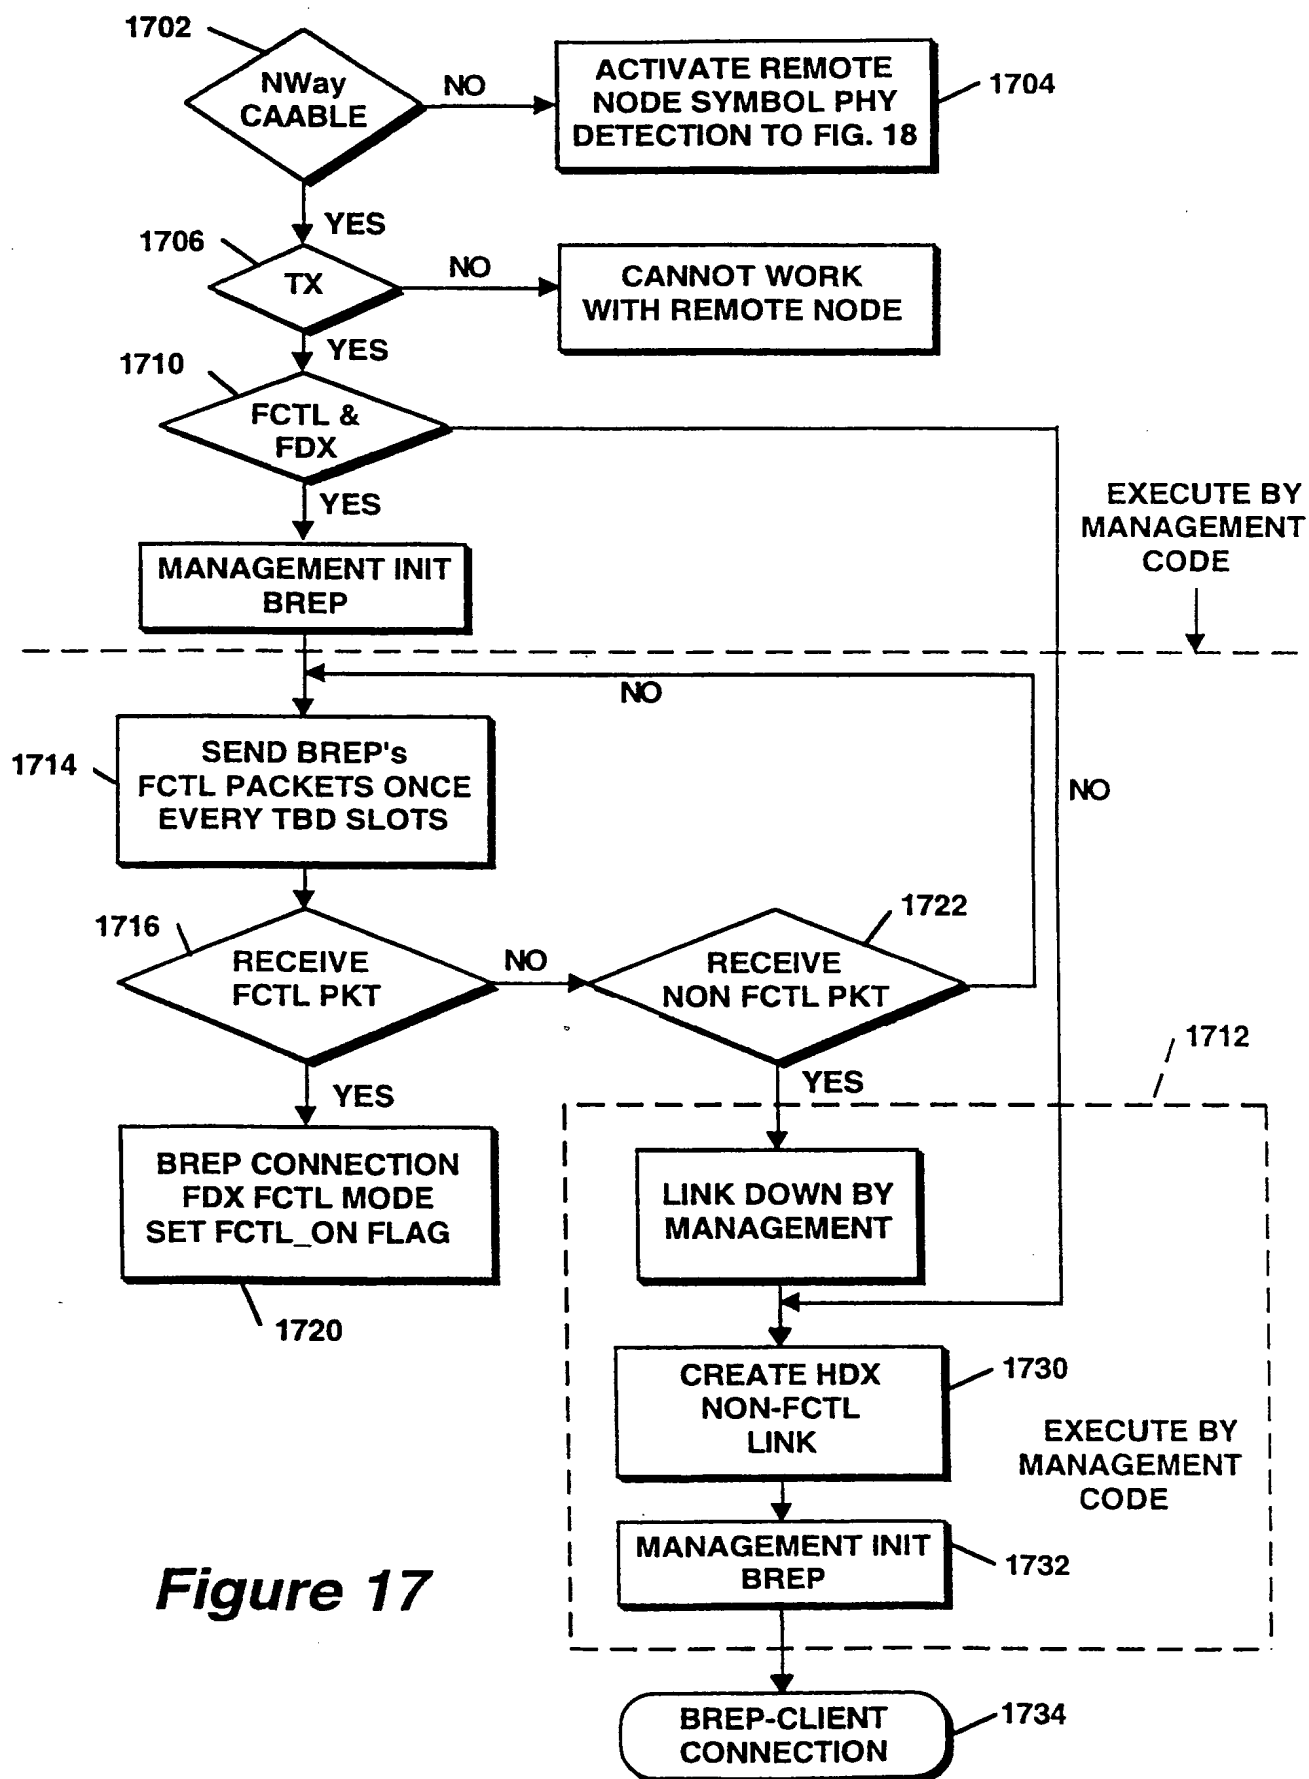 1702
NWay
CAABLE
NO
ACTIVATE REMOTE
NODE SYMBOL PHY
DETECTION TO FIG. 18
1704
YES
1706
TX
NO
CANNOT WORK
WITH REMOTE NODE
YES
1710
FCTL &
FDX
YES
MANAGEMENT INIT
BREP
EXECUTE BY
MANAGEMENT
CODE
NO
1714
SEND BREP's
FCTL PACKETS ONCE
EVERY TBD SLOTS
NO
1716
RECEIVE
FCTL PKT
NO
1722
RECEIVE
NON FCTL PKT
YES
YES
1712
BREP CONNECTION
FDX FCTL MODE
SET FCTL_ON FLAG
1720
LINK DOWN BY
MANAGEMENT
CREATE HDX
NON-FCTL
LINK
1730
EXECUTE BY
MANAGEMENT
CODE
MANAGEMENT INIT
BREP
1732
Figure 17
BREP-CLIENT
CONNECTION
1734